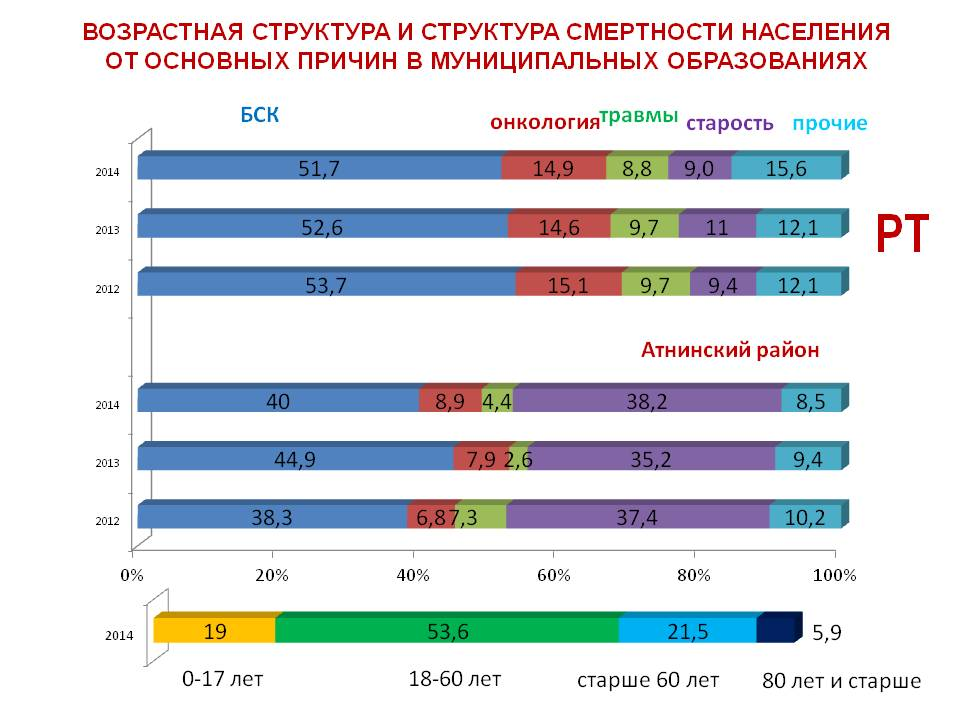 ВОЗРАСТНАЯ СТРУКТУРА И СТРУКТУРА СМЕРТНОСТИ НАСЕЛЕНИЯ
ОТ ОСНОВНЫХ ПРИЧИН В МУНИЦИПАЛЬНЫХ ОБРАЗОВАНИЯХ
БСК онкология травмы старость прочие
2014 51,7 14,9 8,8 9,0 15,6
2013 52,6 14,6 9,7 11 12,1
РТ
2012 53,7 15,1 9,7 9,4 12,1
Атнинский район
2014 40 8,9 4,4 38,2 8,5
2013 44,9 7,9 2,6 35,2 9,4
2012 38,3 6,8 7,3 37,4 10,2
0% 20% 40% 60% 80% 100%
2014 19 53,6 21,5 5,9
0-17 лет 18-60 лет старше 60 лет 80 лет и старше